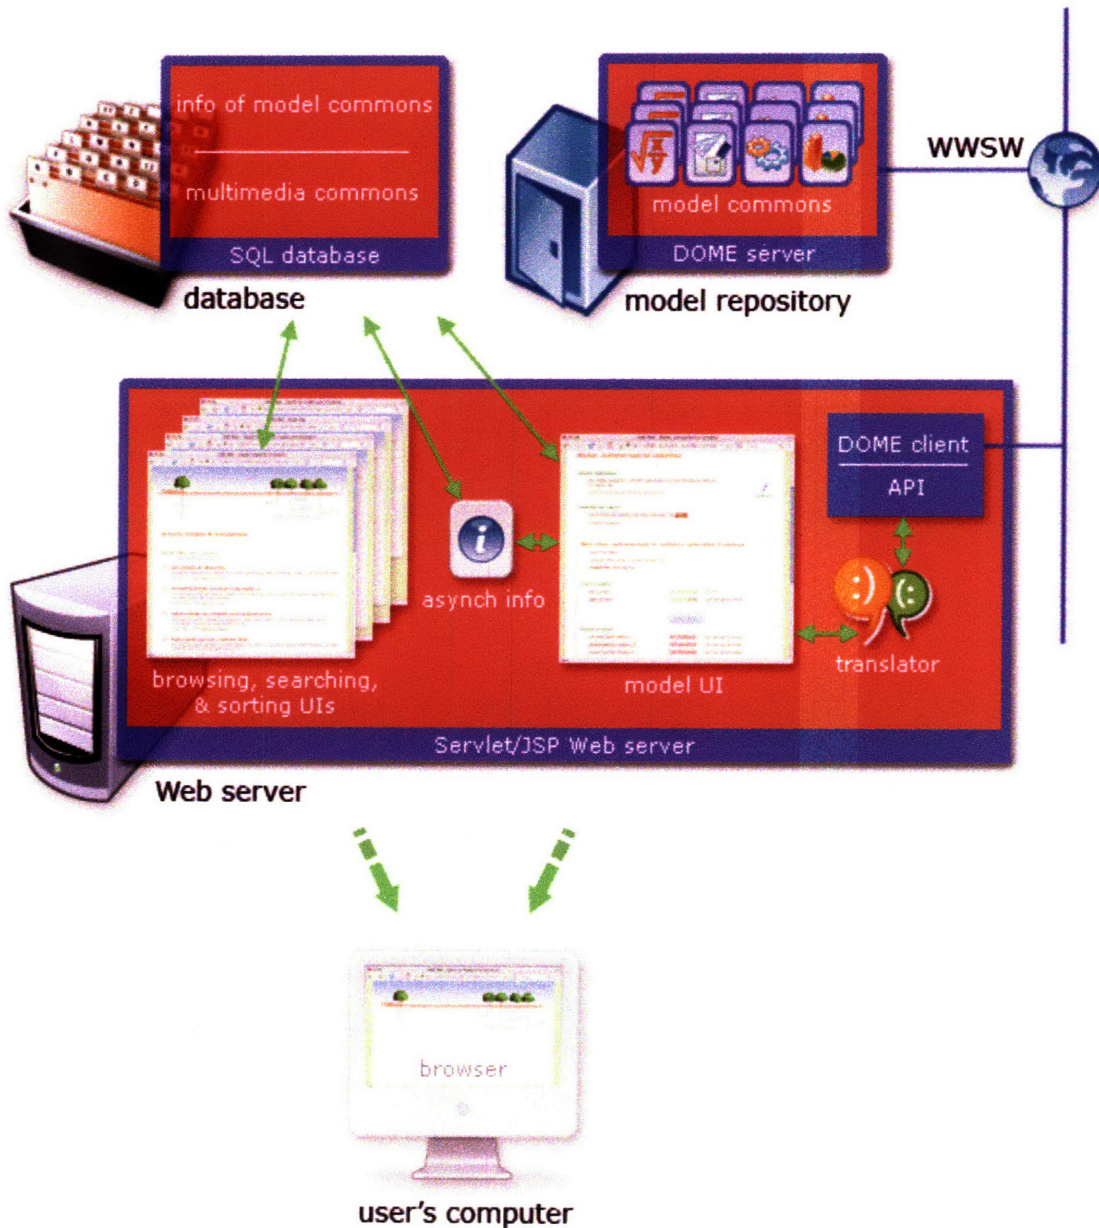 info of model commons
multimedia commons
SQL database
database
model commons
DOME server
model repository
WWSW
DOME client
API
asynch info
browsing, searching,
& sorting UIs
model UI
translator
Servlet/JSP Web server
Web server
browser
user's computer